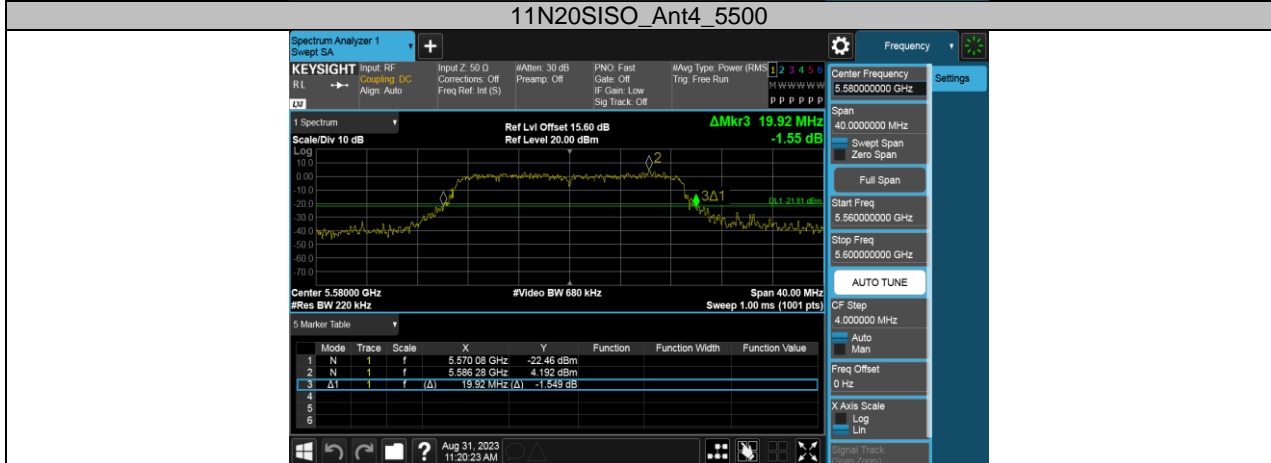 11N20SISO_Ant4_5500
Spectrum Analyzer 1
Swept SA
+
Frequency
KEYSIGHT
RL
LXI
Input: RF
Coupling: DC
Align: Auto
Input Z: 50 Ω
Corrections: Off
Freq Ref: Int (S)
#Atten: 30 dB
Preamp: Off
PNO: Fast
Gate: Off
IF Gain: Low
Sig Track: Off
#Avg Type: Power (RMS
Trig: Free Run
1 2 3 4 5 6
M W W W W W
P P P P P P
1 Spectrum
Scale/Div 10 dB
Ref Lvl Offset 15.60 dB
Ref Level 20.00 dBm
ΔMkr3 19.92 MHz
-1.55 dB
Log
10.0
0.00
-10.0
-20.0
-30.0
-40.0
-50.0
-60.0
-70.0
2
3Δ1
DL1 -21.81 dBm
Center 5.58000 GHz
#Res BW 220 kHz
#Video BW 680 kHz
Span 40.00 MHz
Sweep 1.00 ms (1001 pts)
5 Marker Table
Mode Trace Scale X Y Function Function Width Function Value
1 N 1 f 5.570 08 GHz -22.46 dBm
2 N 1 f 5.586 28 GHz 4.192 dBm
3 Δ1 1 f (Δ) 19.92 MHz (Δ) -1.549 dB
4
5
6
?
Aug 31, 2023
11:20:23 AM
Center Frequency
5.580000000 GHz
Settings
Span
40.0000000 MHz
Swept Span
Zero Span
Full Span
Start Freq
5.560000000 GHz
Stop Freq
5.600000000 GHz
AUTO TUNE
CF Step
4.000000 MHz
Auto
Man
Freq Offset
0 Hz
X Axis Scale
Log
Lin
Signal Track
(Span Zoom)